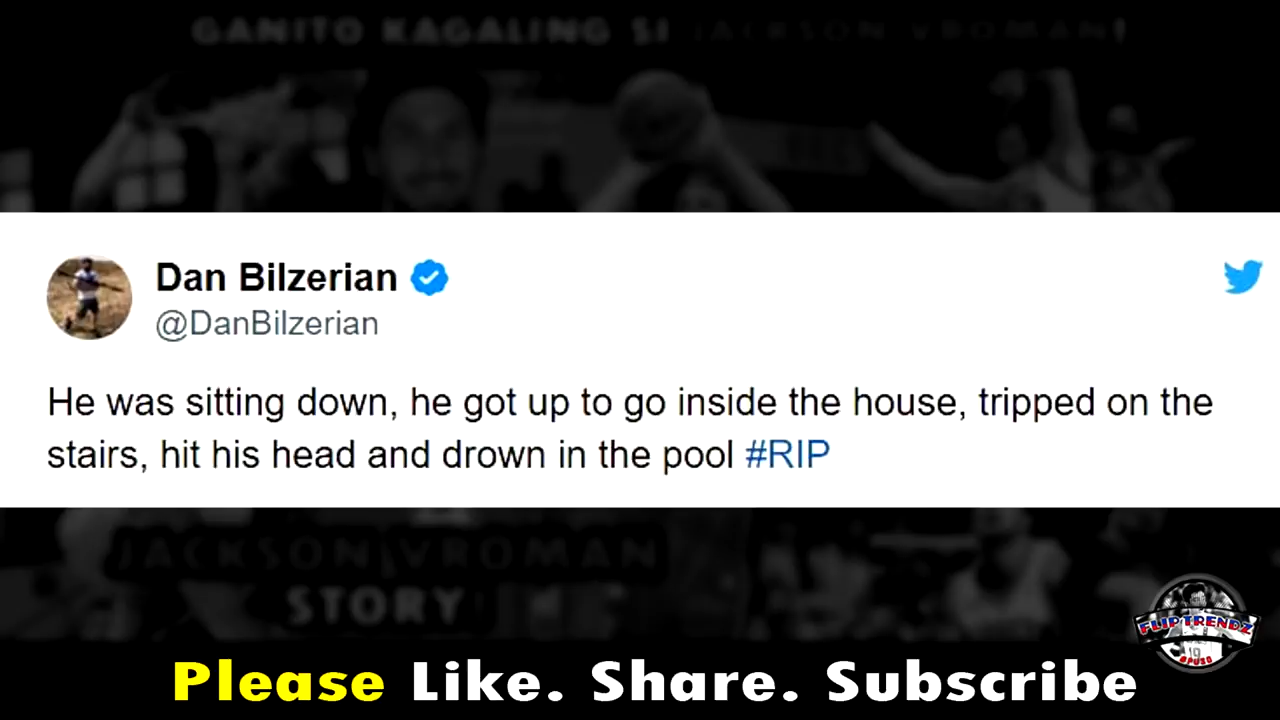 GANITO KAGALING SI JACKSON VROMAN!
Dan Bilzerian
@DanBilzerian
He was sitting down, he got up to go inside the house, tripped on the
stairs, hit his head and drown in the pool #RIP
JACKSON VROMAN
STORY
FLIPTRENDZ
#PUSO
Please Like. Share. Subscribe